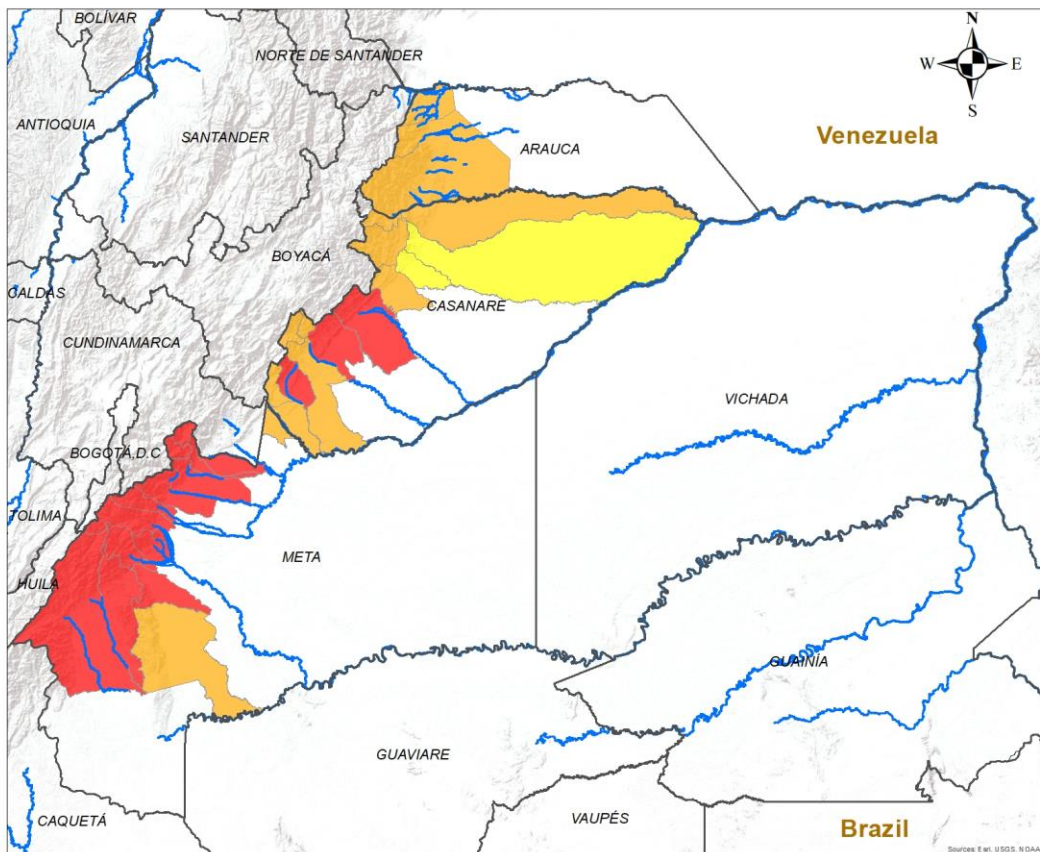 BOLÍVAR
NORTE DE SANTANDER
N
W E
S
ANTIOQUIA
SANTANDER
Venezuela
ARAUCA
BOYACÁ
CALDAS
CASANARE
CUNDINAMARCA
VICHADA
BOGOTÁ,D.C
TOLIMA
META
HUILA
GUAINÍA
GUAVIARE
CAQUETÁ
VAUPÉS
Brazil
Sources: Esri, USGS, NOAA